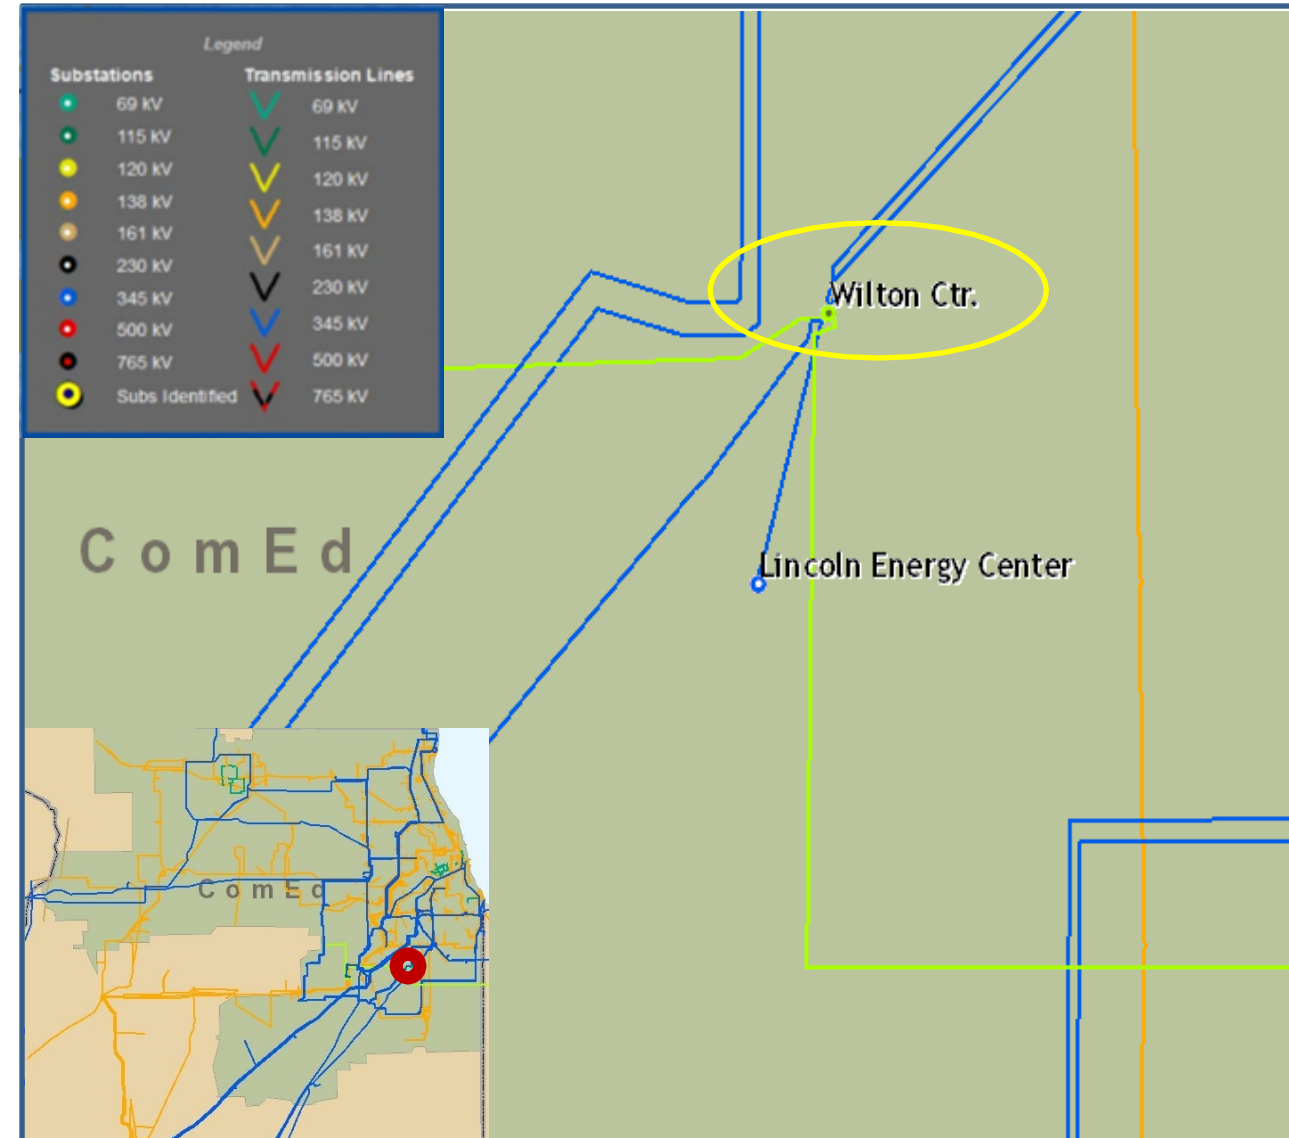 Legend
Substations Transmission Lines
69 kV 69 kV
115 kV 115 kV
120 kV 120 kV
138 kV 138 kV
161 kV 161 kV
230 kV 230 kV
345 kV 345 kV
500 kV 500 kV
765 kV 765 kV
Subs Identified
Wilton Ctr.
ComEd
Lincoln Energy Center
ComEd